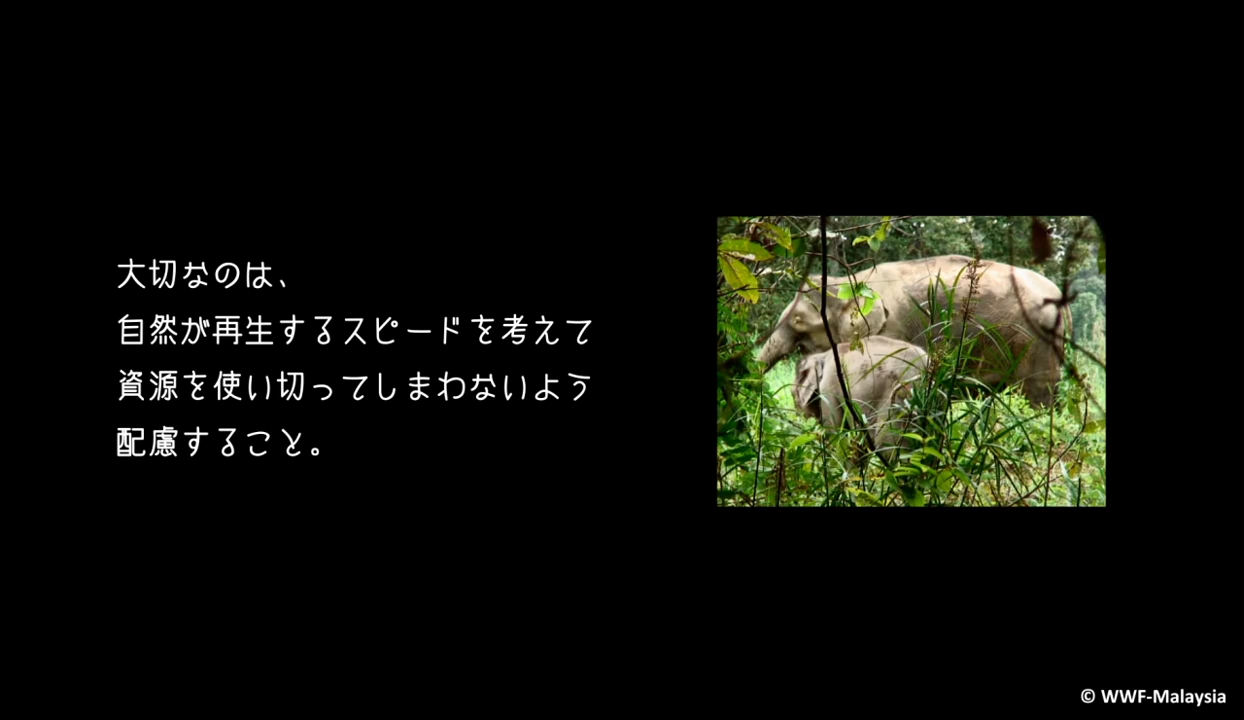 大切なのは、
自然が再生するスピードを考えて
資源を使い切ってしまわないよう
配慮すること。
© WWF-Malaysia